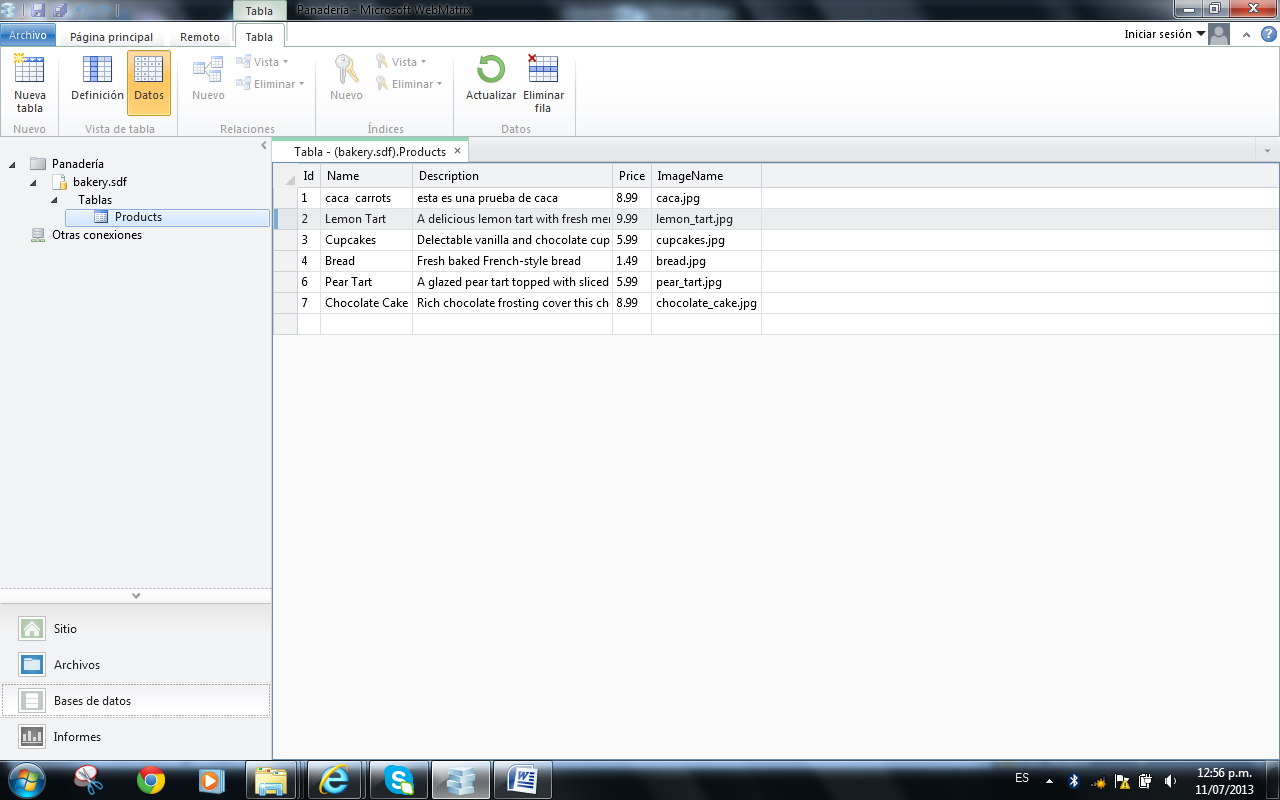 Tabla
Panadería - Microsoft WebMatrix
Archivo Página principal Remoto Tabla Iniciar sesión
Nueva tabla
Definición Datos
Nuevo Vista Eliminar
Nuevo Vista Eliminar
Actualizar Eliminar fila
Nuevo Vista de tabla Relaciones Índices Datos
Panadería
bakery.sdf
Tablas
Products
Otras conexiones
Tabla - (bakery.sdf).Products
Id Name Description Price ImageName
1 caca carrots esta es una prueba de caca 8.99 caca.jpg
2 Lemon Tart A delicious lemon tart with fresh mer 9.99 lemon_tart.jpg
3 Cupcakes Delectable vanilla and chocolate cup 5.99 cupcakes.jpg
4 Bread Fresh baked French-style bread 1.49 bread.jpg
6 Pear Tart A glazed pear tart topped with sliced 5.99 pear_tart.jpg
7 Chocolate Cake Rich chocolate frosting cover this ch 8.99 chocolate_cake.jpg
Sitio
Archivos
Bases de datos
Informes
ES
12:56 p.m.
11/07/2013